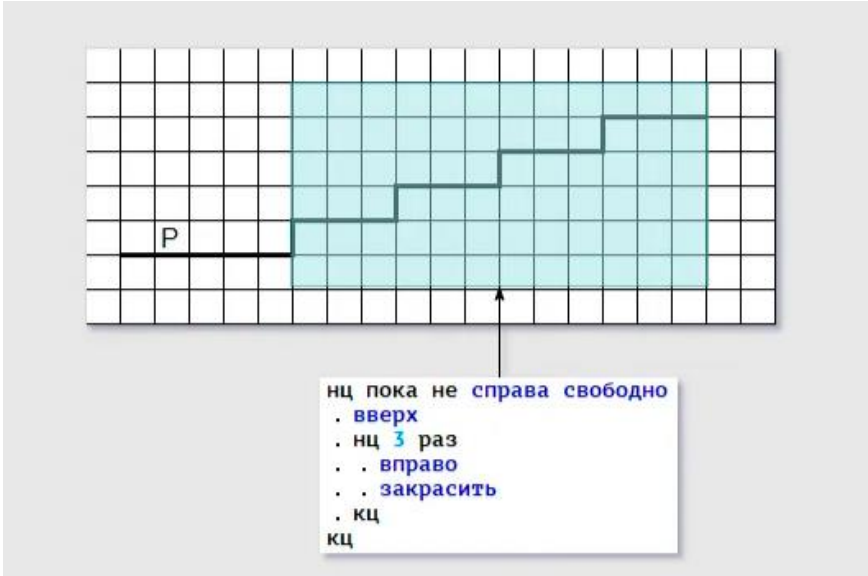 Р
нц пока не справа свободно
. вверх
. нц 3 раз
. . вправо
. . закрасить
. кц
кц